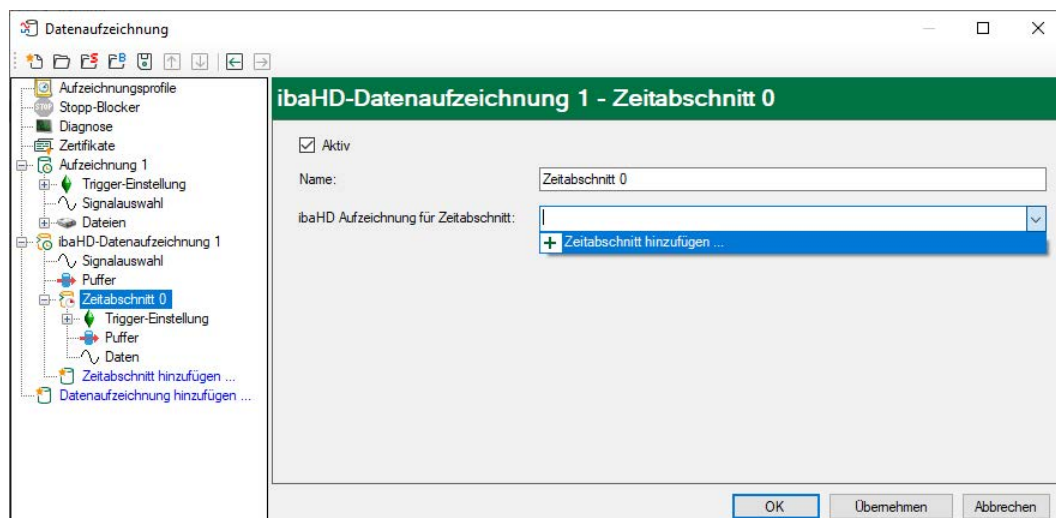 Datenaufzeichnung
Aufzeichnungsprofile
STOP
Stopp-Blocker
Diagnose
Zertifikate
Aufzeichnung 1
Trigger-Einstellung
Signalauswahl
Dateien
ibaHD-Datenaufzeichnung 1
Signalauswahl
Puffer
Zeitabschnitt 0
Trigger-Einstellung
Puffer
Daten
Zeitabschnitt hinzufügen ...
Datenaufzeichnung hinzufügen ...
ibaHD-Datenaufzeichnung 1 - Zeitabschnitt 0
Aktiv
Name: Zeitabschnitt 0
ibaHD Aufzeichnung für Zeitabschnitt:
Zeitabschnitt hinzufügen ...
OK Übernehmen Abbrechen